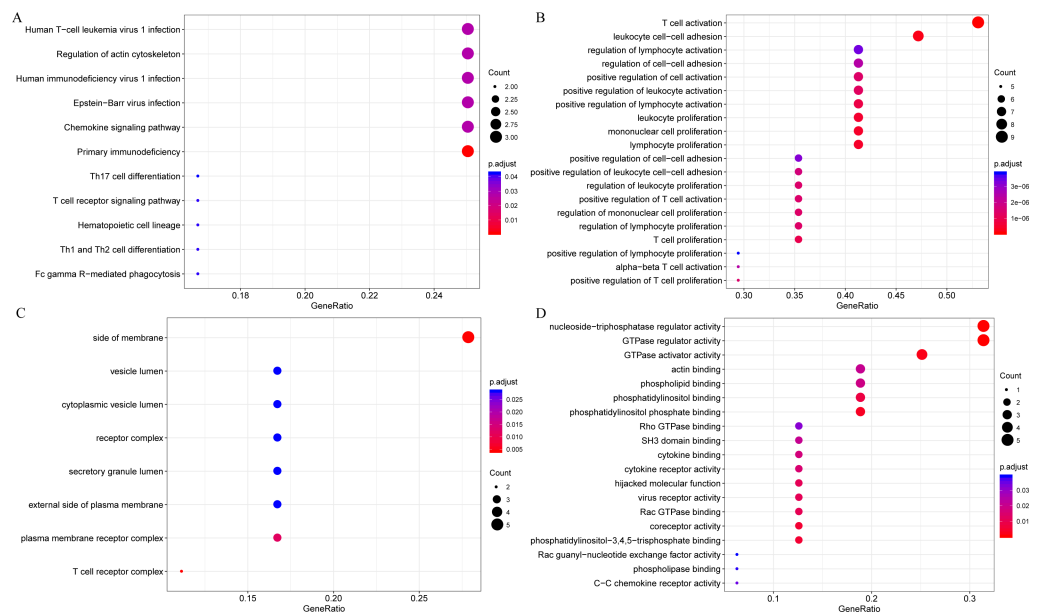 A
Human T−cell leukemia virus 1 infection
Regulation of actin cytoskeleton
Human immunodeficiency virus 1 infection
Epstein−Barr virus infection
Chemokine signaling pathway
Primary immunodeficiency
Th17 cell differentiation
T cell receptor signaling pathway
Hematopoietic cell lineage
Th1 and Th2 cell differentiation
Fc gamma R−mediated phagocytosis
0.18
0.20
0.22
0.24
GeneRatio
Count
2.00
2.25
2.50
2.75
3.00
p.adjust
0.04
0.03
0.02
0.01
B
T cell activation
leukocyte cell−cell adhesion
regulation of lymphocyte activation
regulation of cell−cell adhesion
positive regulation of cell activation
positive regulation of leukocyte activation
positive regulation of lymphocyte activation
leukocyte proliferation
mononuclear cell proliferation
lymphocyte proliferation
positive regulation of cell−cell adhesion
positive regulation of leukocyte cell−cell adhesion
regulation of leukocyte proliferation
positive regulation of T cell activation
regulation of mononuclear cell proliferation
regulation of lymphocyte proliferation
T cell proliferation
positive regulation of lymphocyte proliferation
alpha−beta T cell activation
positive regulation of T cell proliferation
0.30
0.35
0.40
0.45
0.50
GeneRatio
Count
5
6
7
8
9
p.adjust
3e−06
2e−06
1e−06
C
side of membrane
vesicle lumen
cytoplasmic vesicle lumen
receptor complex
secretory granule lumen
external side of plasma membrane
plasma membrane receptor complex
T cell receptor complex
0.15
0.20
0.25
GeneRatio
p.adjust
0.025
0.020
0.015
0.010
0.005
Count
2
3
4
5
D
nucleoside−triphosphatase regulator activity
GTPase regulator activity
GTPase activator activity
actin binding
phospholipid binding
phosphatidylinositol binding
phosphatidylinositol phosphate binding
Rho GTPase binding
SH3 domain binding
cytokine binding
cytokine receptor activity
hijacked molecular function
virus receptor activity
Rac GTPase binding
coreceptor activity
phosphatidylinositol−3,4,5−trisphosphate binding
Rac guanyl−nucleotide exchange factor activity
phospholipase binding
C−C chemokine receptor activity
0.1
0.2
0.3
GeneRatio
Count
1
2
3
4
5
p.adjust
0.03
0.02
0.01